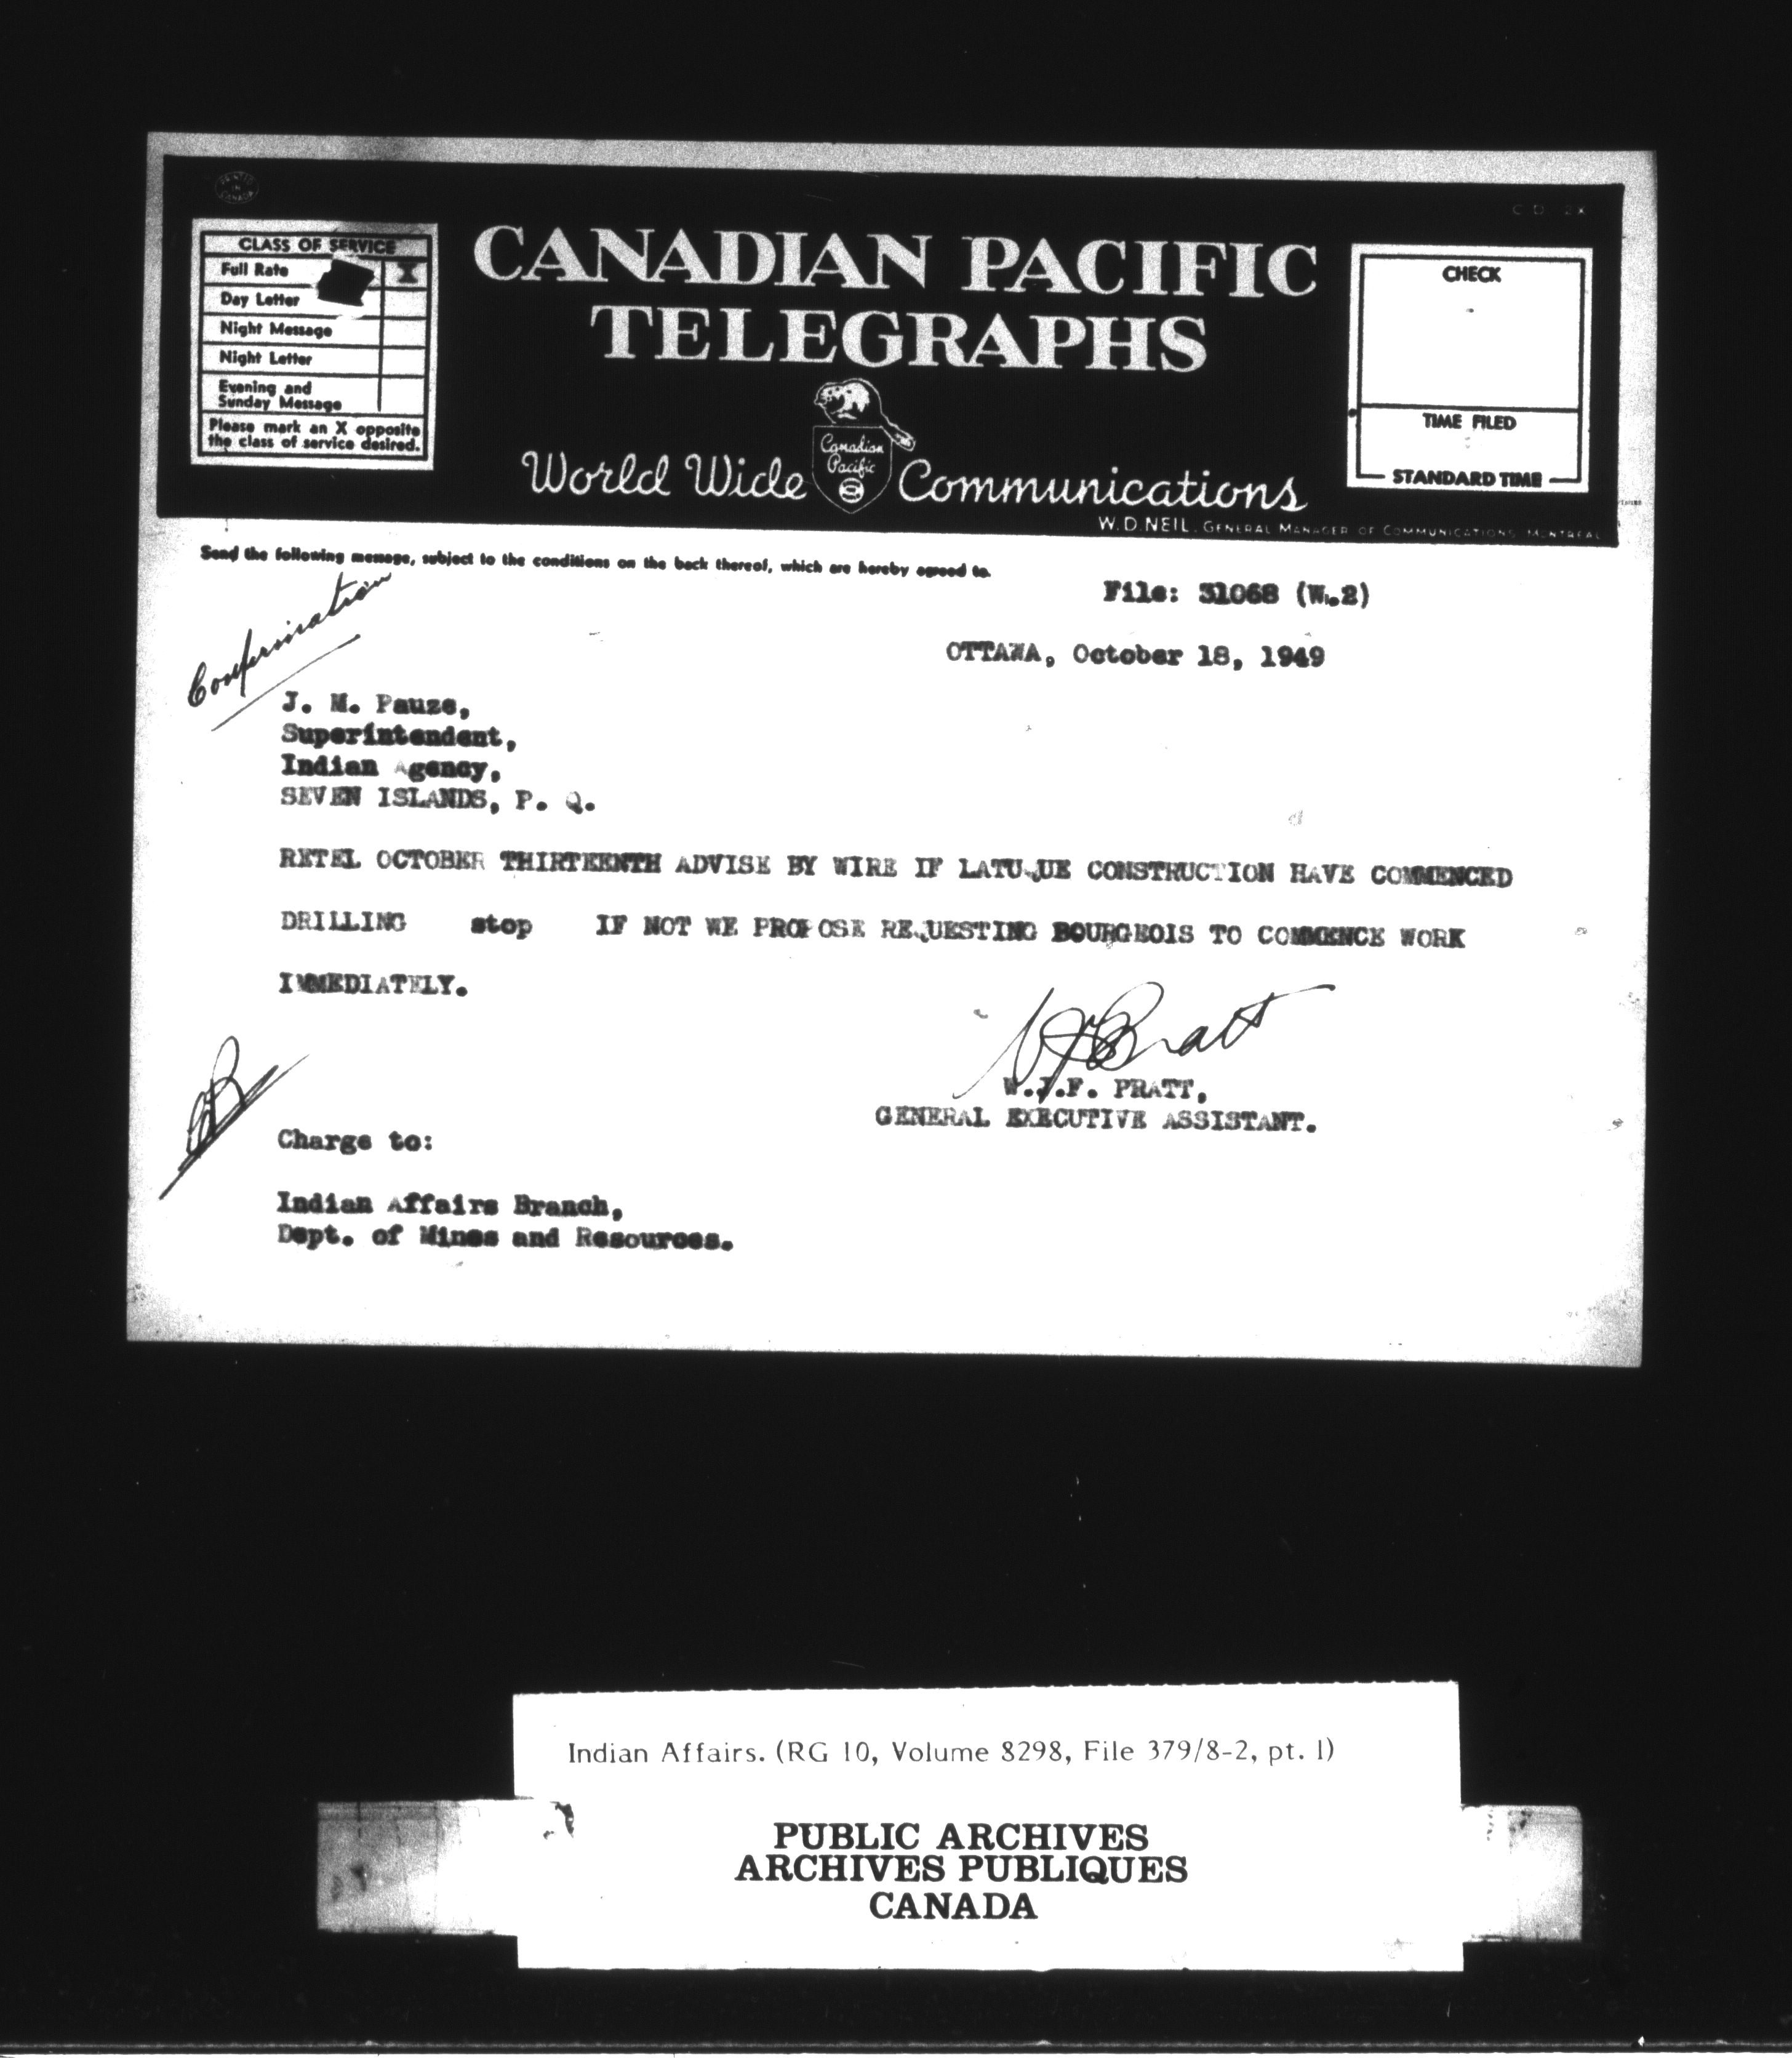 PRINTED IN CANADA
CLASS OF SERVICE
Full Rate X
Day Letter
Night Message
Night Letter
Evening and
Sunday Message
Please mark an X opposite
the class of service desired.
CANADIAN PACIFIC
TELEGRAPHS
World Wide Communications
Canadian
Pacific
W. D. NEIL, GENERAL MANAGER OF COMMUNICATIONS, MONTREAL
CHECK
TIME FILED
STANDARD TIME
Send the following message, subject to the conditions on the back thereof, which are hereby agreed to.
Confirmation
File: 31068 (W.2)
OTTAWA, October 18, 1949
J. M. Pauze,
Superintendent,
Indian Agency,
SEVEN ISLANDS, P. Q.
RETEL OCTOBER THIRTEENTH ADVISE BY WIRE IF LATUQUE CONSTRUCTION HAVE COMMENCED
DRILLING stop IF NOT WE PROPOSE REQUESTING BOURGEOIS TO COMMENCE WORK
IMMEDIATELY.
W.J.F. PRATT,
GENERAL EXECUTIVE ASSISTANT.
Charge to:
Indian Affairs Branch,
Dept. of Mines and Resources.
Indian Affairs. (RG 10, Volume 8298, File 379/8-2, pt. 1)
PUBLIC ARCHIVES
ARCHIVES PUBLIQUES
CANADA